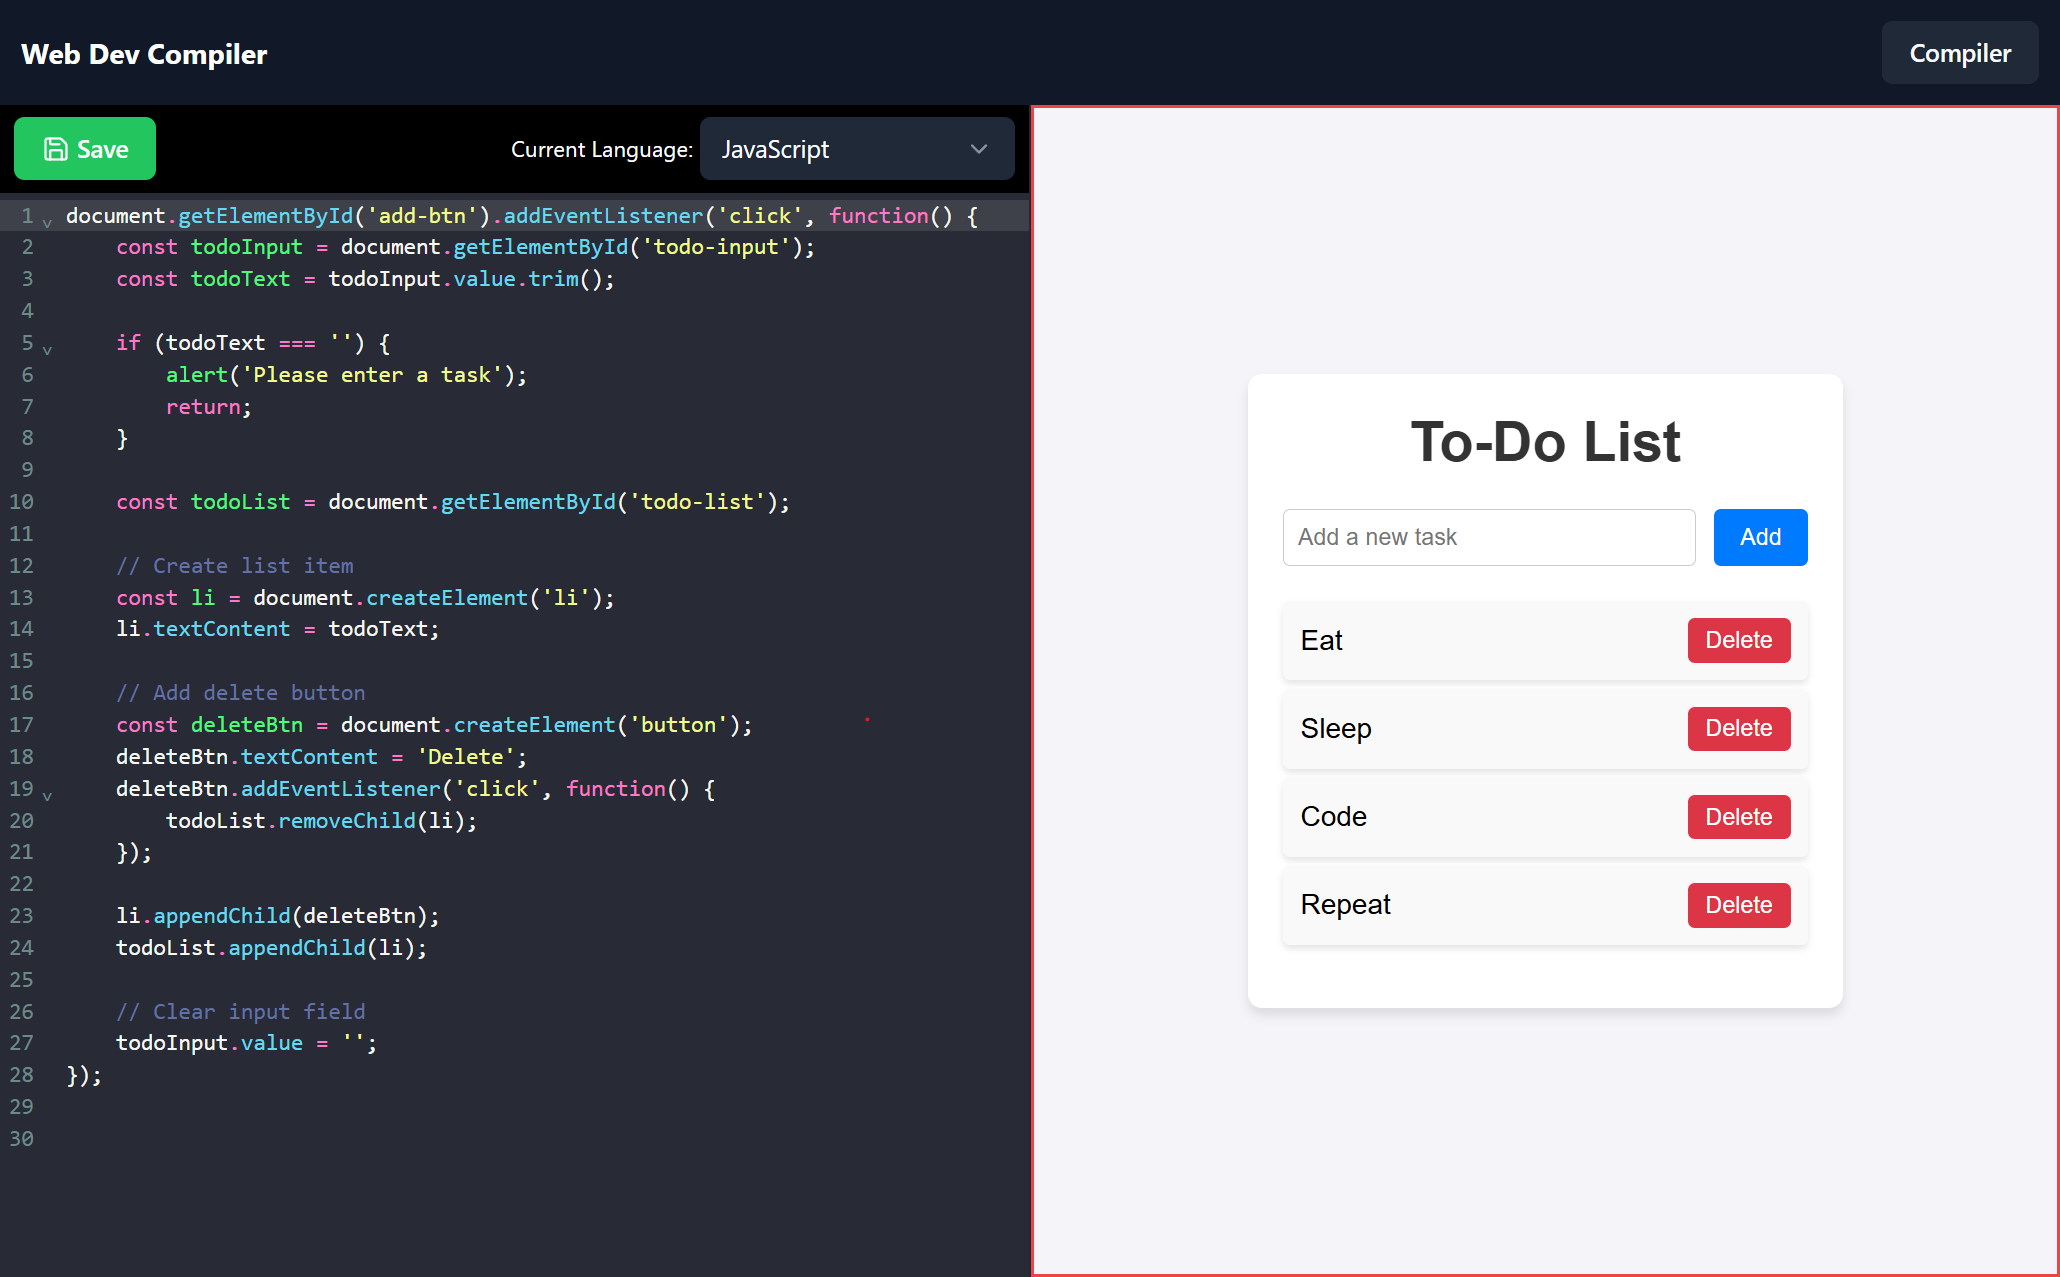 Web Dev Compiler
Compiler
Save
Current Language:
JavaScript
1 document.getElementById('add-btn').addEventListener('click', function() {
2     const todoInput = document.getElementById('todo-input');
3     const todoText = todoInput.value.trim();
4
5     if (todoText === '') {
6         alert('Please enter a task');
7         return;
8     }
9
10     const todoList = document.getElementById('todo-list');
11
12     // Create list item
13     const li = document.createElement('li');
14     li.textContent = todoText;
15
16     // Add delete button
17     const deleteBtn = document.createElement('button');
18     deleteBtn.textContent = 'Delete';
19     deleteBtn.addEventListener('click', function() {
20         todoList.removeChild(li);
21     });
22
23     li.appendChild(deleteBtn);
24     todoList.appendChild(li);
25
26     // Clear input field
27     todoInput.value = '';
28 });
29
30
To-Do List
Add a new task
Add
Eat
Delete
Sleep
Delete
Code
Delete
Repeat
Delete